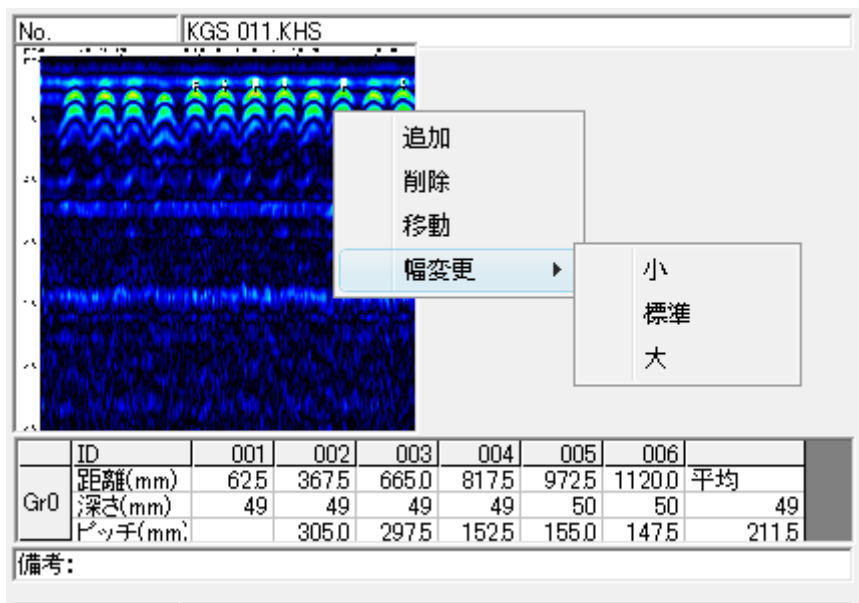 No. KGS 011.KHS
追加
削除
移動
幅変更
小
標準
大
ID 001 002 003 004 005 006
距離(mm) 62.5 367.5 665.0 817.5 972.5 1120.0 平均
Gr0 深さ(mm) 49 49 49 49 50 50 49
ピッチ(mm) 305.0 297.5 152.5 155.0 147.5 211.5
備考: